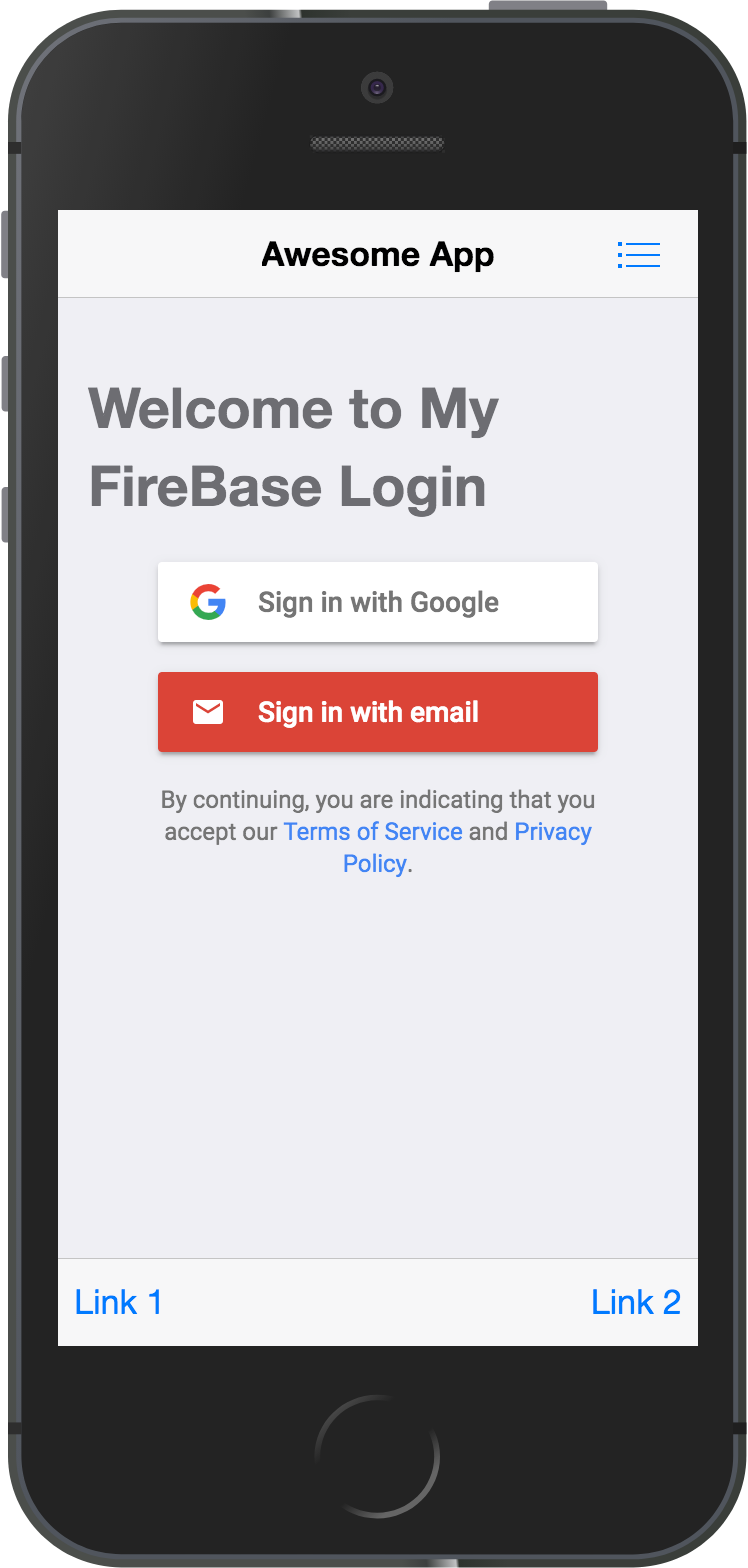 Awesome App
Welcome to My
FireBase Login
Sign in with Google
Sign in with email
By continuing, you are indicating that you
accept our Terms of Service and Privacy
Policy.
Link 1 Link 2